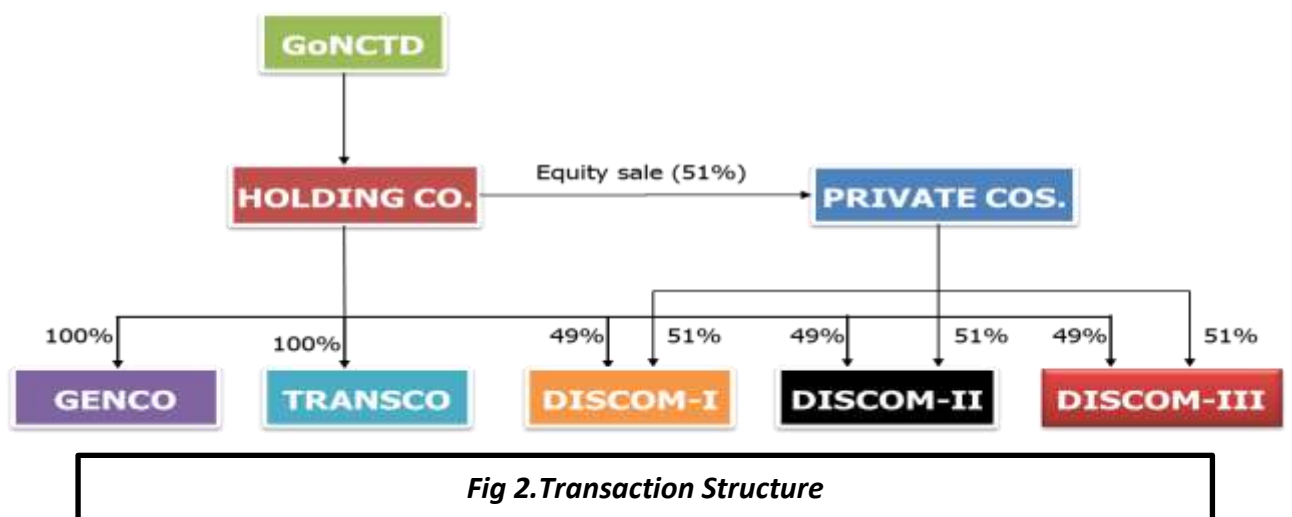 GoNCTD
Equity sale (51%)
HOLDING CO.
PRIVATE COS.
100%
100%
49%
51%
49%
51%
49%
51%
GENCO
TRANSCO
DISCOM-I
DISCOM-II
DISCOM-III
Fig 2.Transaction Structure